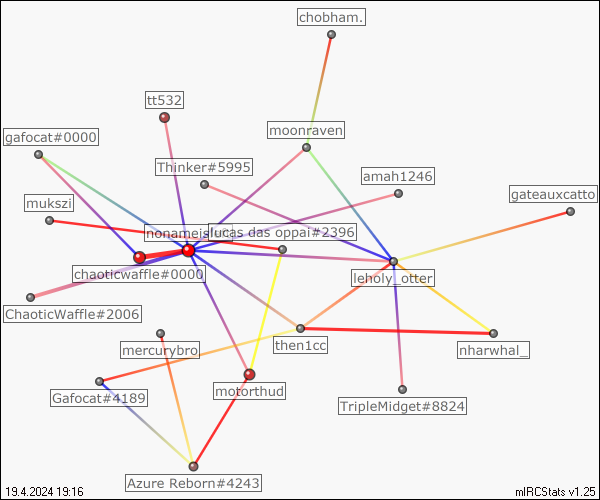 chobham.
tt532
moonraven
gafocat#0000
Thinker#5995
amah1246
gateauxcatto
mukszi
lucas das oppai#2396
chaoticwaffle#0000
leholy_otter
ChaoticWaffle#2006
mercurybro
then1cc
nharwhal_
Gafocat#4189
motorthud
TripleMidget#8824
Azure Reborn#4243
19.4.2024 19:16
mIRCStats v1.25